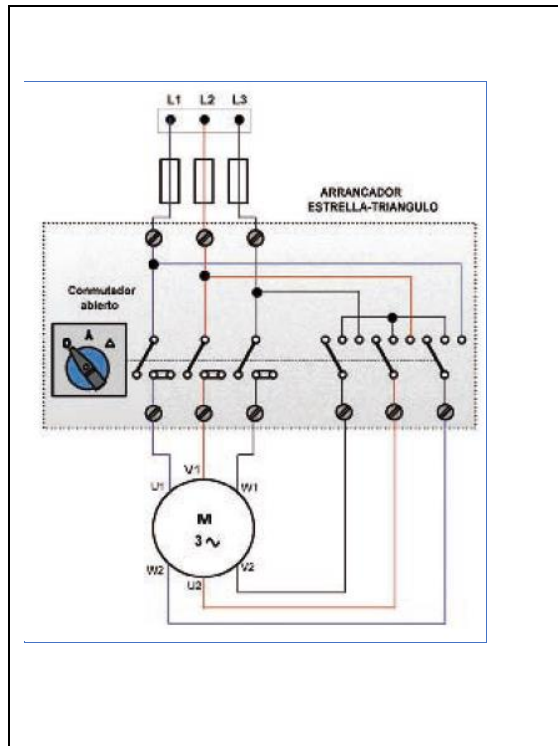 L1 L2 L3
ARRANCADOR
ESTRELLA-TRIANGULO
Conmutador
abierto
0 Y Δ
V1
U1 W1
M
3∿
W2 V2
U2